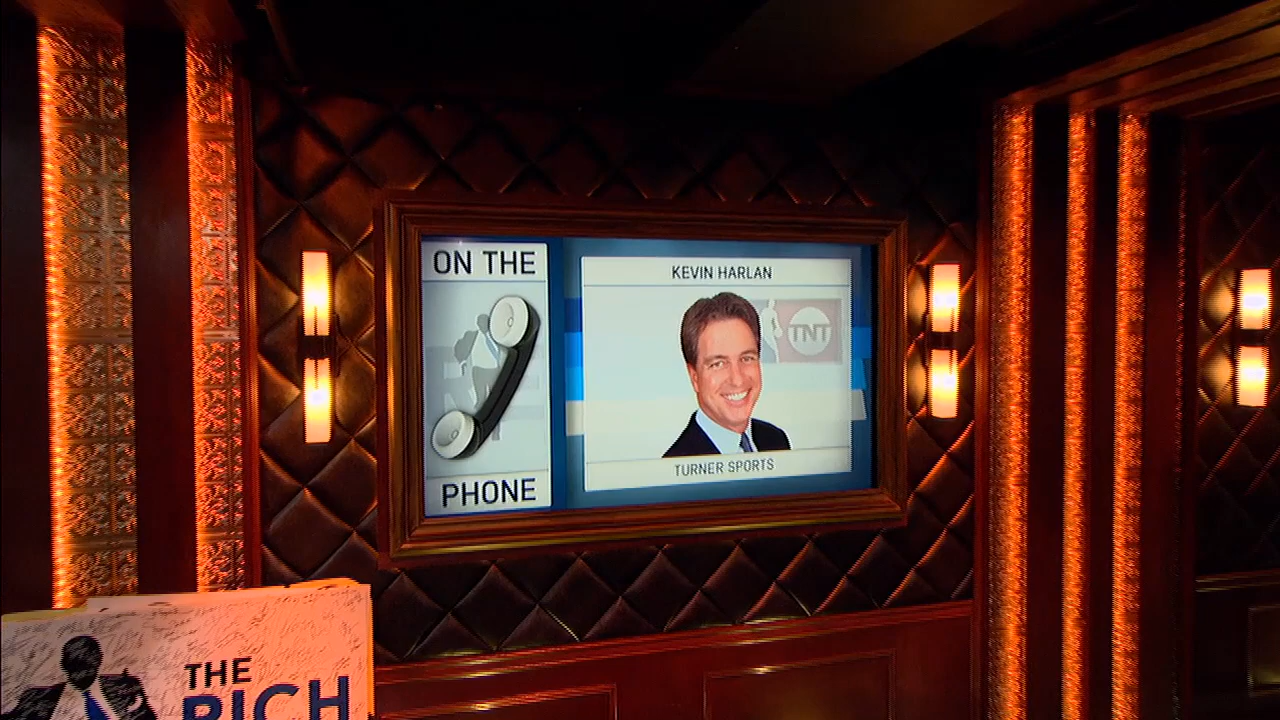 ON THE
PHONE
KEVIN HARLAN
TNT
TURNER SPORTS
THE
RICH